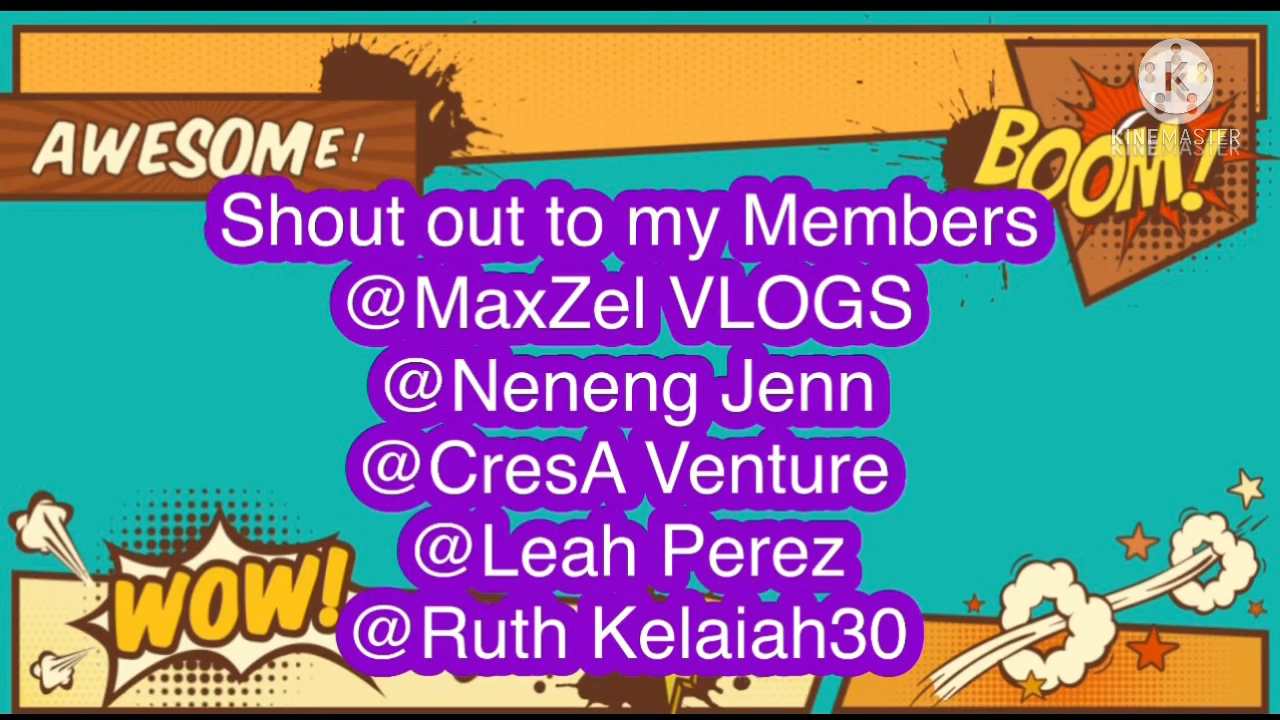 AWESOME!
BOOM!
K
KINEMASTER
KINEMASTER
Shout out to my Members
@MaxZel VLOGS
@Neneng Jenn
@CresA Venture
@Leah Perez
@Ruth Kelaiah30
WOW!